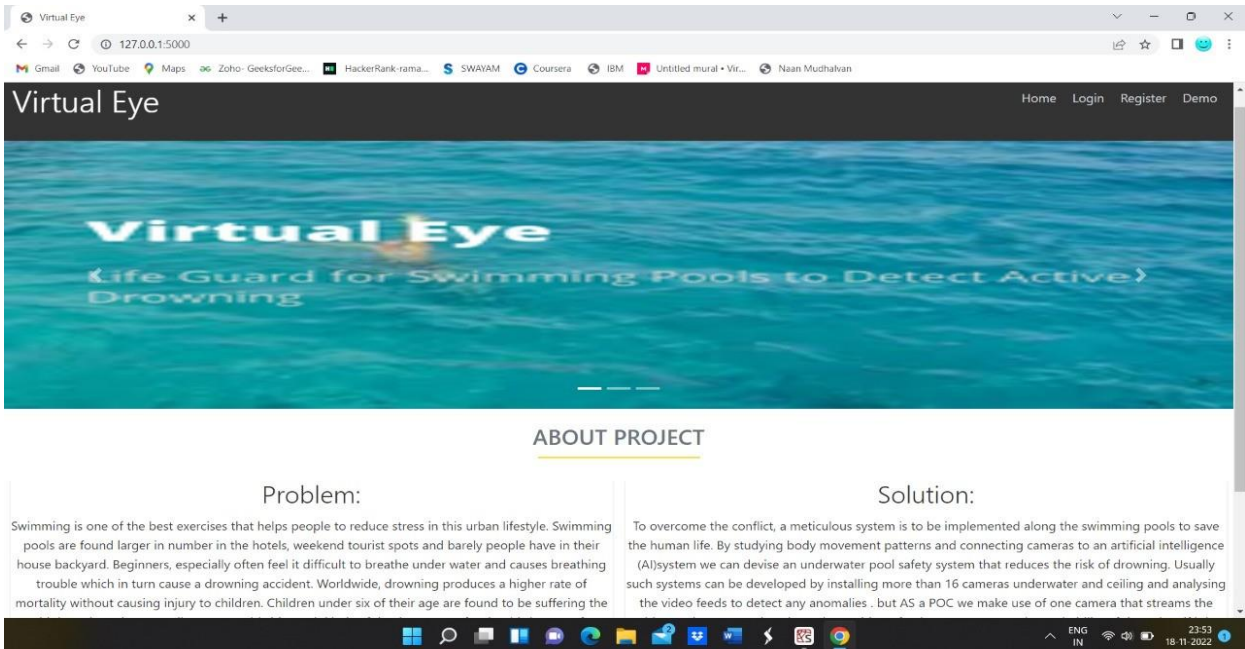 Virtual Eye
127.0.0.1:5000
Gmail YouTube Maps Zoho- GeeksforGee... HackerRank-rama... SWAYAM Coursera IBM Untitled mural • Vir... Naan Mudhalvan
Virtual Eye
Home Login Register Demo
Virtual Eye
Life Guard for Swimming Pools to Detect Active
Drowning
ABOUT PROJECT
Problem:
Swimming is one of the best exercises that helps people to reduce stress in this urban lifestyle. Swimming
pools are found larger in number in the hotels, weekend tourist spots and barely people have in their
house backyard. Beginners, especially often feel it difficult to breathe under water and causes breathing
trouble which in turn cause a drowning accident. Worldwide, drowning produces a higher rate of
mortality without causing injury to children. Children under six of their age are found to be suffering the
Solution:
To overcome the conflict, a meticulous system is to be implemented along the swimming pools to save
the human life. By studying body movement patterns and connecting cameras to an artificial intelligence
(AI)system we can devise an underwater pool safety system that reduces the risk of drowning. Usually
such systems can be developed by installing more than 16 cameras underwater and ceiling and analysing
the video feeds to detect any anomalies . but AS a POC we make use of one camera that streams the
ENG
IN
23:53
18-11-2022